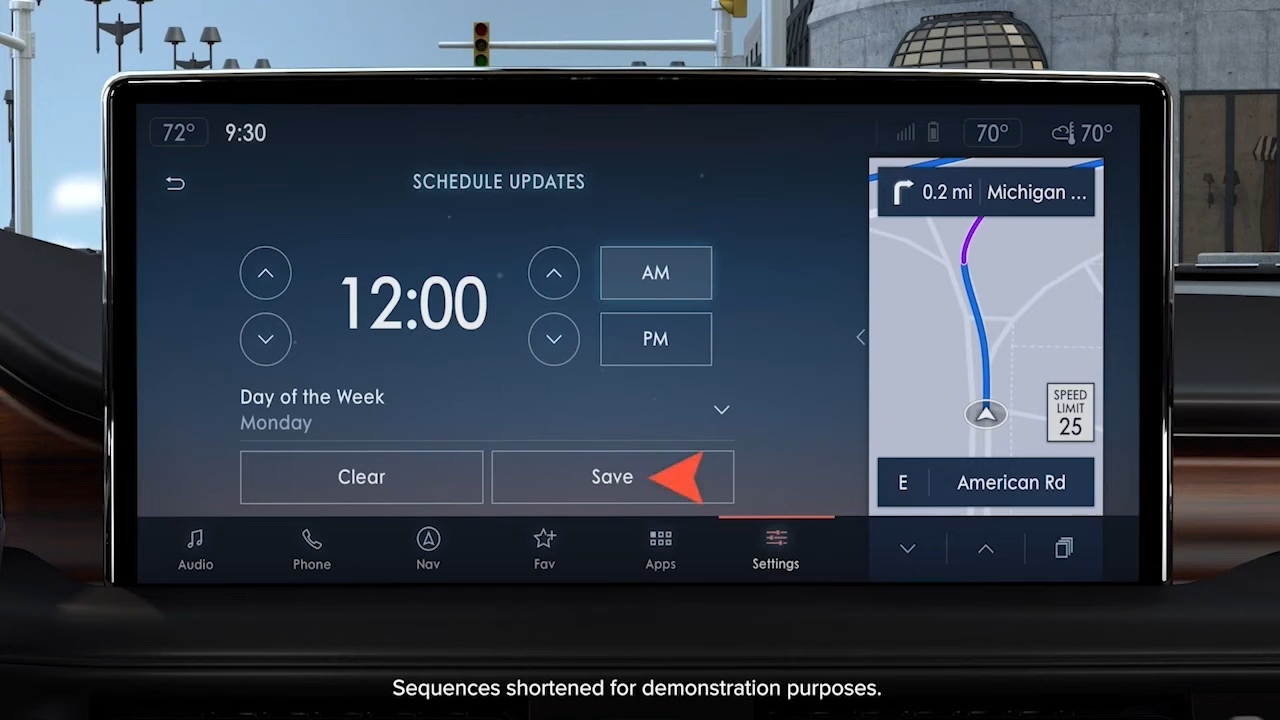 72° 9:30 70° 70°
SCHEDULE UPDATES
0.2 mi Michigan ...
12:00
AM
PM
Day of the Week
Monday
SPEED
LIMIT
25
Clear Save
E American Rd
Audio Phone Nav Fav Apps Settings
Sequences shortened for demonstration purposes.